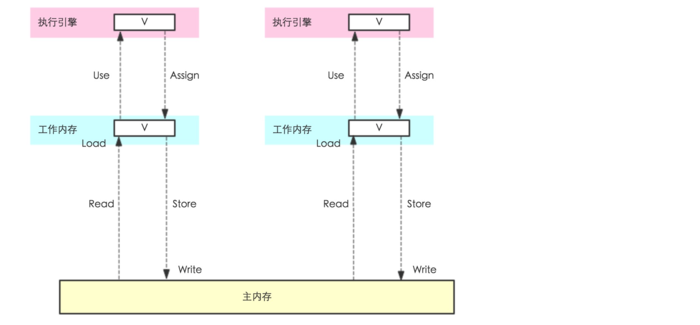 执行引擎 V 执行引擎 V
Use Assign Use Assign
工作内存 V 工作内存 V
Load Load
Read Store Read Store
Write Write
主内存